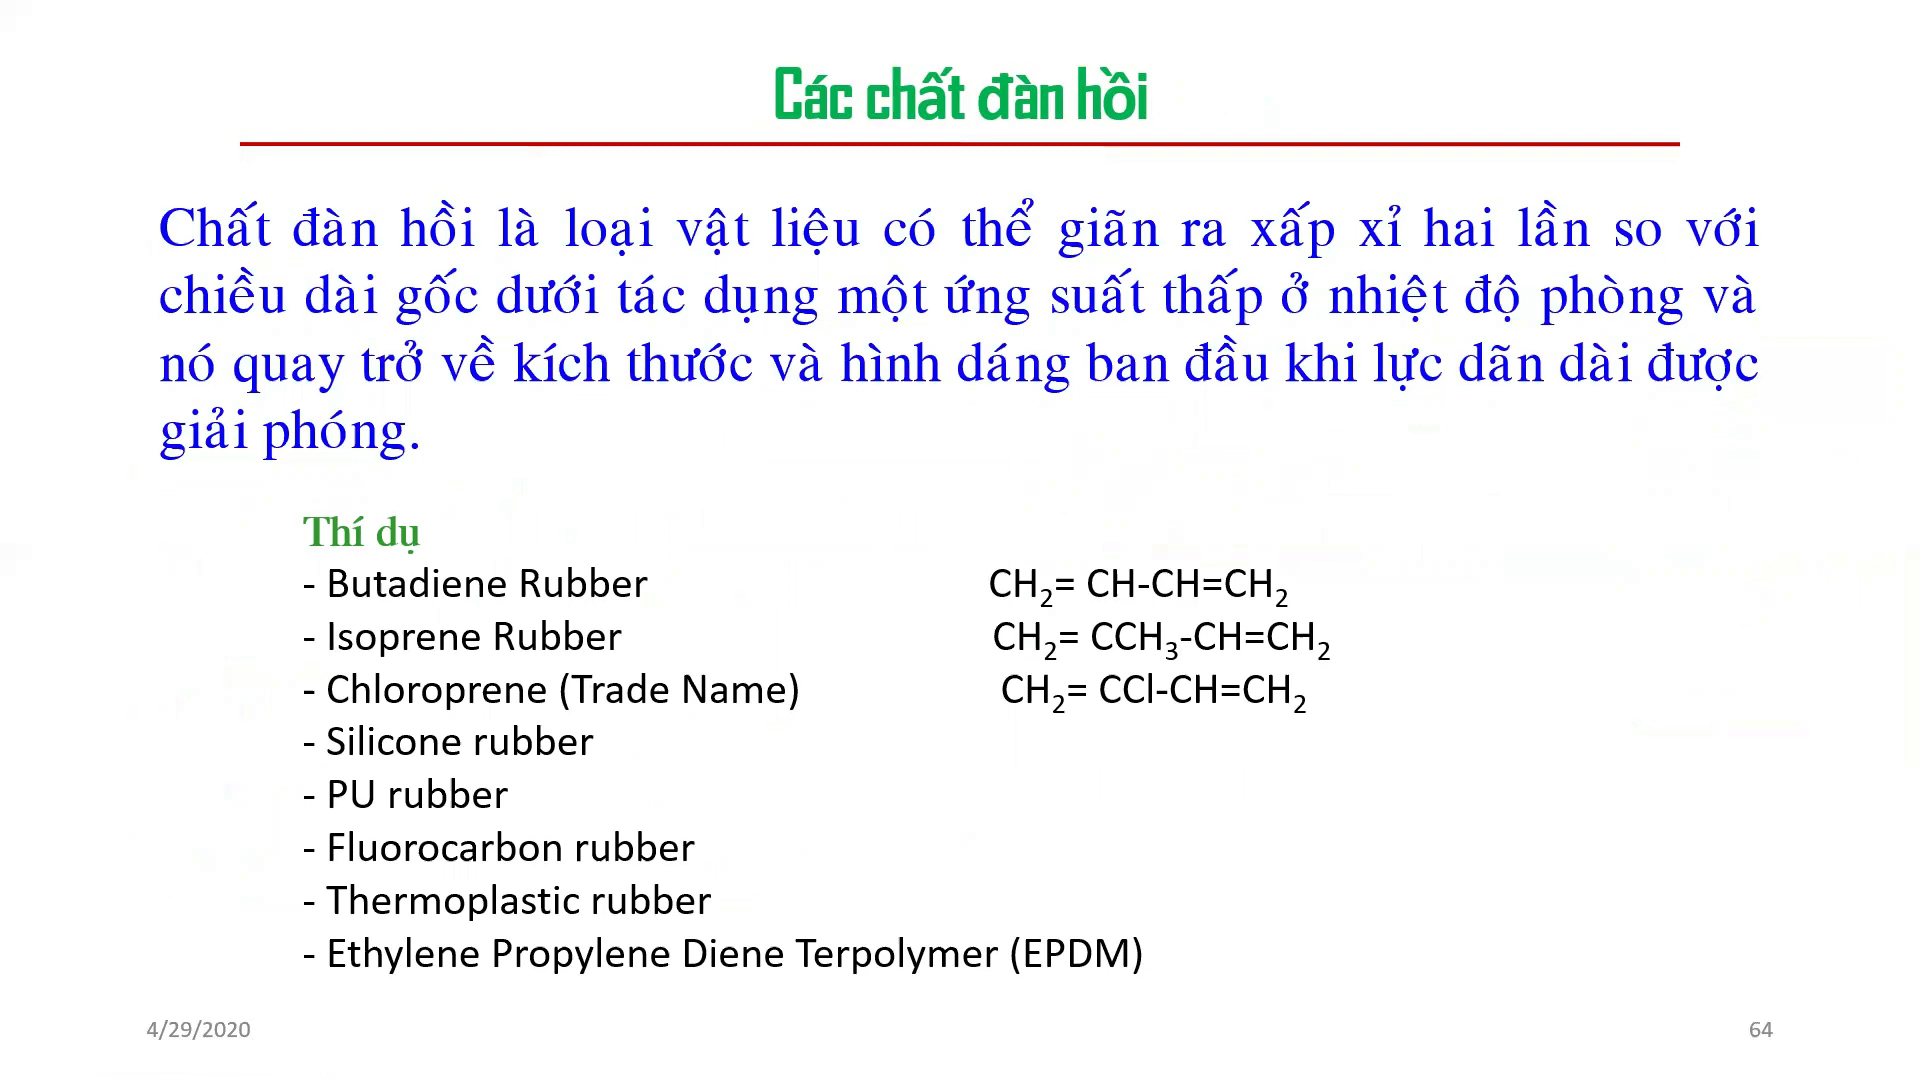 Các chất đàn hồi
Chất đàn hồi là loại vật liệu có thể giãn ra xấp xỉ hai lần so với
chiều dài gốc dưới tác dụng một ứng suất thấp ở nhiệt độ phòng và
nó quay trở về kích thước và hình dáng ban đầu khi lực dãn dài được
giải phóng.
Thí dụ
- Butadiene Rubber CH₂= CH-CH=CH₂
- Isoprene Rubber CH₂= CCH₃-CH=CH₂
- Chloroprene (Trade Name) CH₂= CCl-CH=CH₂
- Silicone rubber
- PU rubber
- Fluorocarbon rubber
- Thermoplastic rubber
- Ethylene Propylene Diene Terpolymer (EPDM)
4/29/2020 64